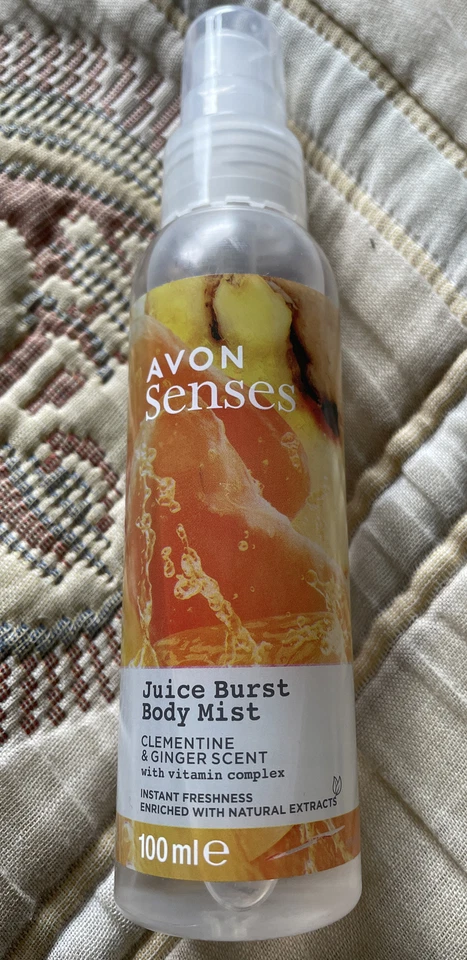 AVON
senses
Juice Burst
Body Mist
CLEMENTINE
& GINGER SCENT
with vitamin complex
INSTANT FRESHNESS
ENRICHED WITH NATURAL EXTRACTS
100 ml ℮